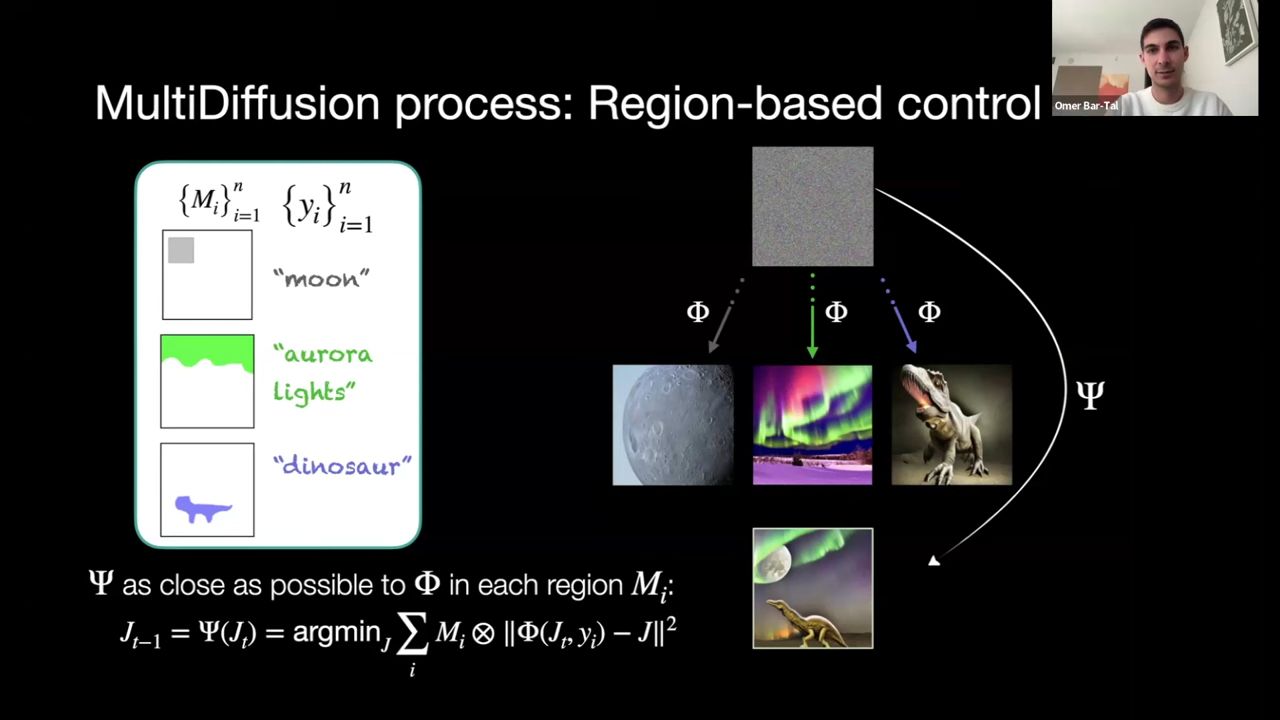 MultiDiffusion process: Region-based control
Omer Bar-Tal
{M_i}_{i=1}^n {y_i}_{i=1}^n
"moon"
"aurora
lights"
"dinosaur"
Φ Φ Φ
Ψ
Ψ as close as possible to Φ in each region M_i:
J_{t−1} = Ψ(J_t) = argmin_J ∑_i M_i ⊗ ‖Φ(J_t, y_i) − J‖²